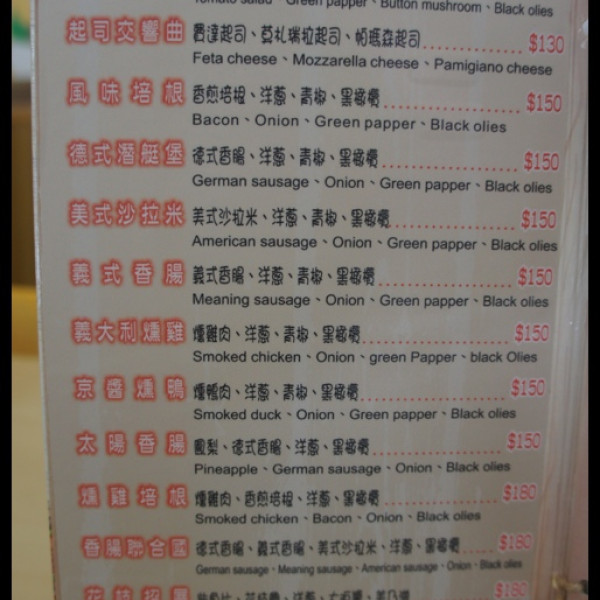 Tomato salad、Green papper、Button mushroom、Black olies
起司交響曲 費達起司、莫札瑞拉起司、帕瑪森起司 $130
Feta cheese、Mozzarella cheese、Pamigiano cheese
風味培根 香煎培根、洋蔥、青椒、黑橄欖 $150
Bacon、Onion、Green papper、Black olies
德式潛艇堡 德式香腸、洋蔥、青椒、黑橄欖 $150
German sausage、Onion、Green papper、Black olies
美式沙拉米 美式沙拉米、洋蔥、青椒、黑橄欖 $150
American sausage、Onion、Green papper、Black olies
義式香腸 義式香腸、洋蔥、青椒、黑橄欖 $150
Meaning sausage、Onion、Green papper、Black olies
義大利燻雞 燻雞肉、洋蔥、青椒、黑橄欖 $150
Smoked chicken、Onion、green Papper、black Olies
京醬燻鴨 燻鴨肉、洋蔥、青椒、黑橄欖 $150
Smoked duck、Onion、Green papper、Black olies
太陽香腸 鳳梨、德式香腸、洋蔥、黑橄欖 $150
Pineapple、German sausage、Onion、Black olies
燻雞培根 燻雞肉、香煎培根、洋蔥、黑橄欖 $180
Smoked chicken、Bacon、Onion、Black olies
香腸聯合國 德式香腸、義式香腸、美式沙拉米、洋蔥、黑橄欖 $180
German sausage、Meaning sausage、American sausage、Onion、Black olies
$180